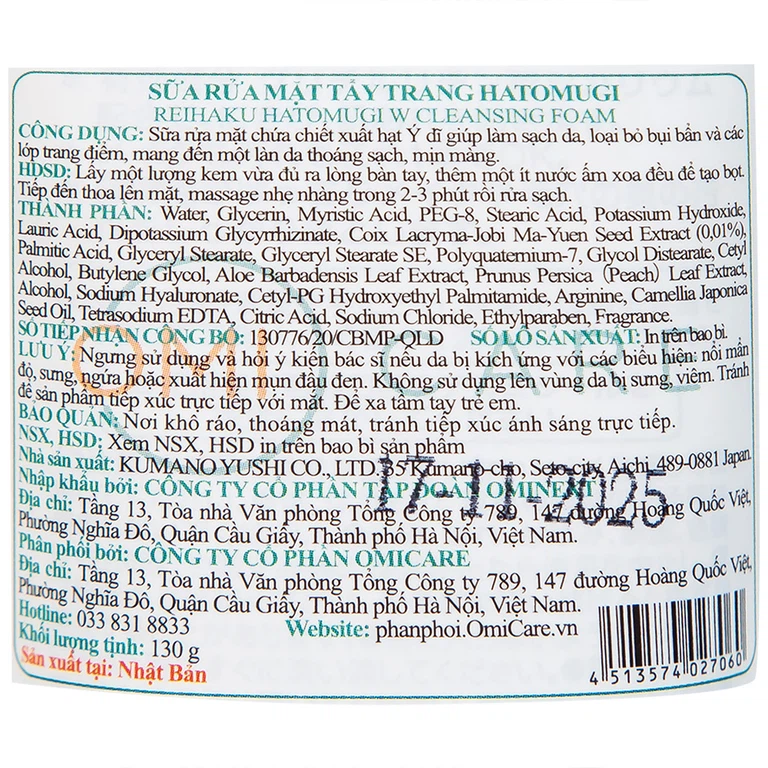 SỮA RỬA MẶT TẨY TRANG HATOMUGI
REIHAKU HATOMUGI W CLEANSING FOAM
CÔNG DỤNG: Sữa rửa mặt chứa chiết xuất hạt Ý dĩ giúp làm sạch da, loại bỏ bụi bẩn và các
lớp trang điểm, mang đến một làn da thoáng sạch, mịn màng.
HDSD: Lấy một lượng kem vừa đủ ra lòng bàn tay, thêm một ít nước ấm xoa đều để tạo bọt.
Tiếp đến thoa lên mặt, massage nhẹ nhàng trong 2-3 phút rồi rửa sạch.
THÀNH PHẦN: Water, Glycerin, Myristic Acid, PEG-8, Stearic Acid, Potassium Hydroxide,
Lauric Acid, Dipotassium Glycyrrhizinate, Coix Lacryma-Jobi Ma-Yuen Seed Extract (0,01%),
Palmitic Acid, Glyceryl Stearate, Glyceryl Stearate SE, Polyquaternium-7, Glycol Distearate, Cetyl
Alcohol, Butylene Glycol, Aloe Barbadensis Leaf Extract, Prunus Persica (Peach) Leaf Extract,
Alcohol, Sodium Hyaluronate, Cetyl-PG Hydroxyethyl Palmitamide, Arginine, Camellia Japonica
Seed Oil, Tetrasodium EDTA, Citric Acid, Sodium Chloride, Ethylparaben, Fragrance.
SỐ TIẾP NHẬN CÔNG BỐ: 130776/20/CBMP-QLD SỐ LÔ SẢN XUẤT: In trên bao bì.
OMI CARE
LƯU Ý: Ngưng sử dụng và hỏi ý kiến bác sĩ nếu da bị kích ứng với các biểu hiện: nổi mẩn
đỏ, sưng, ngứa hoặc xuất hiện mụn đầu đen. Không sử dụng lên vùng da bị sưng, viêm. Tránh
để sản phẩm tiếp xúc trực tiếp với mắt. Để xa tầm tay trẻ em.
BẢO QUẢN: Nơi khô ráo, thoáng mát, tránh tiếp xúc ánh sáng trực tiếp.
NSX, HSD: Xem NSX, HSD in trên bao bì sản phẩm
Nhà sản xuất: KUMANO YUSHI CO., LTD. 35 Kumano-cho, Seto-city, Aichi, 489-0881 Japan.
Nhập khẩu bởi: CÔNG TY CỔ PHẦN TẬP ĐOÀN OMINENT
17-11-2025
Địa chỉ: Tầng 13, Tòa nhà Văn phòng Tổng Công ty 789, 147 đường Hoàng Quốc Việt,
Phường Nghĩa Đô, Quận Cầu Giấy, Thành phố Hà Nội, Việt Nam.
Phân phối bởi: CÔNG TY CỔ PHẦN OMICARE
Địa chỉ: Tầng 13, Tòa nhà Văn phòng Tổng Công ty 789, 147 đường Hoàng Quốc Việt,
Phường Nghĩa Đô, Quận Cầu Giấy, Thành phố Hà Nội, Việt Nam.
Hotline: 033 831 8833 Website: phanphoi.OmiCare.vn
Khối lượng tịnh: 130 g
Sản xuất tại: Nhật Bản
4 513574 027060